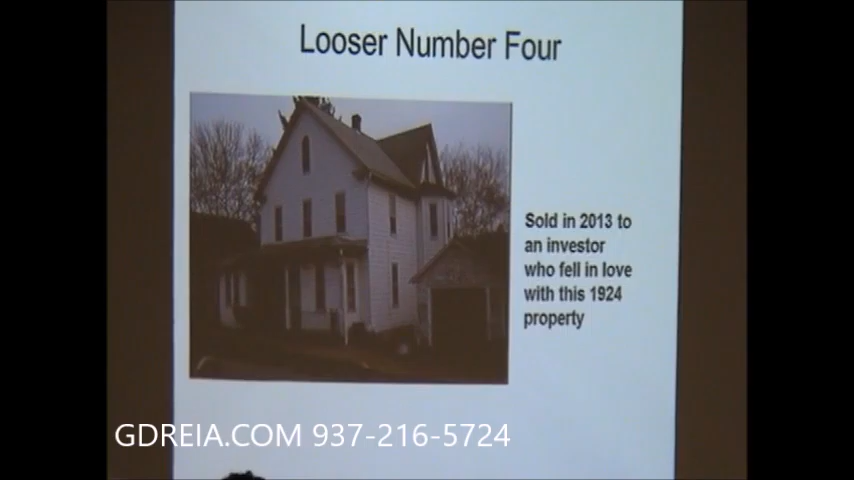 Looser Number Four
Sold in 2013 to
an investor
who fell in love
with this 1924
property
GDREIA.COM 937-216-5724